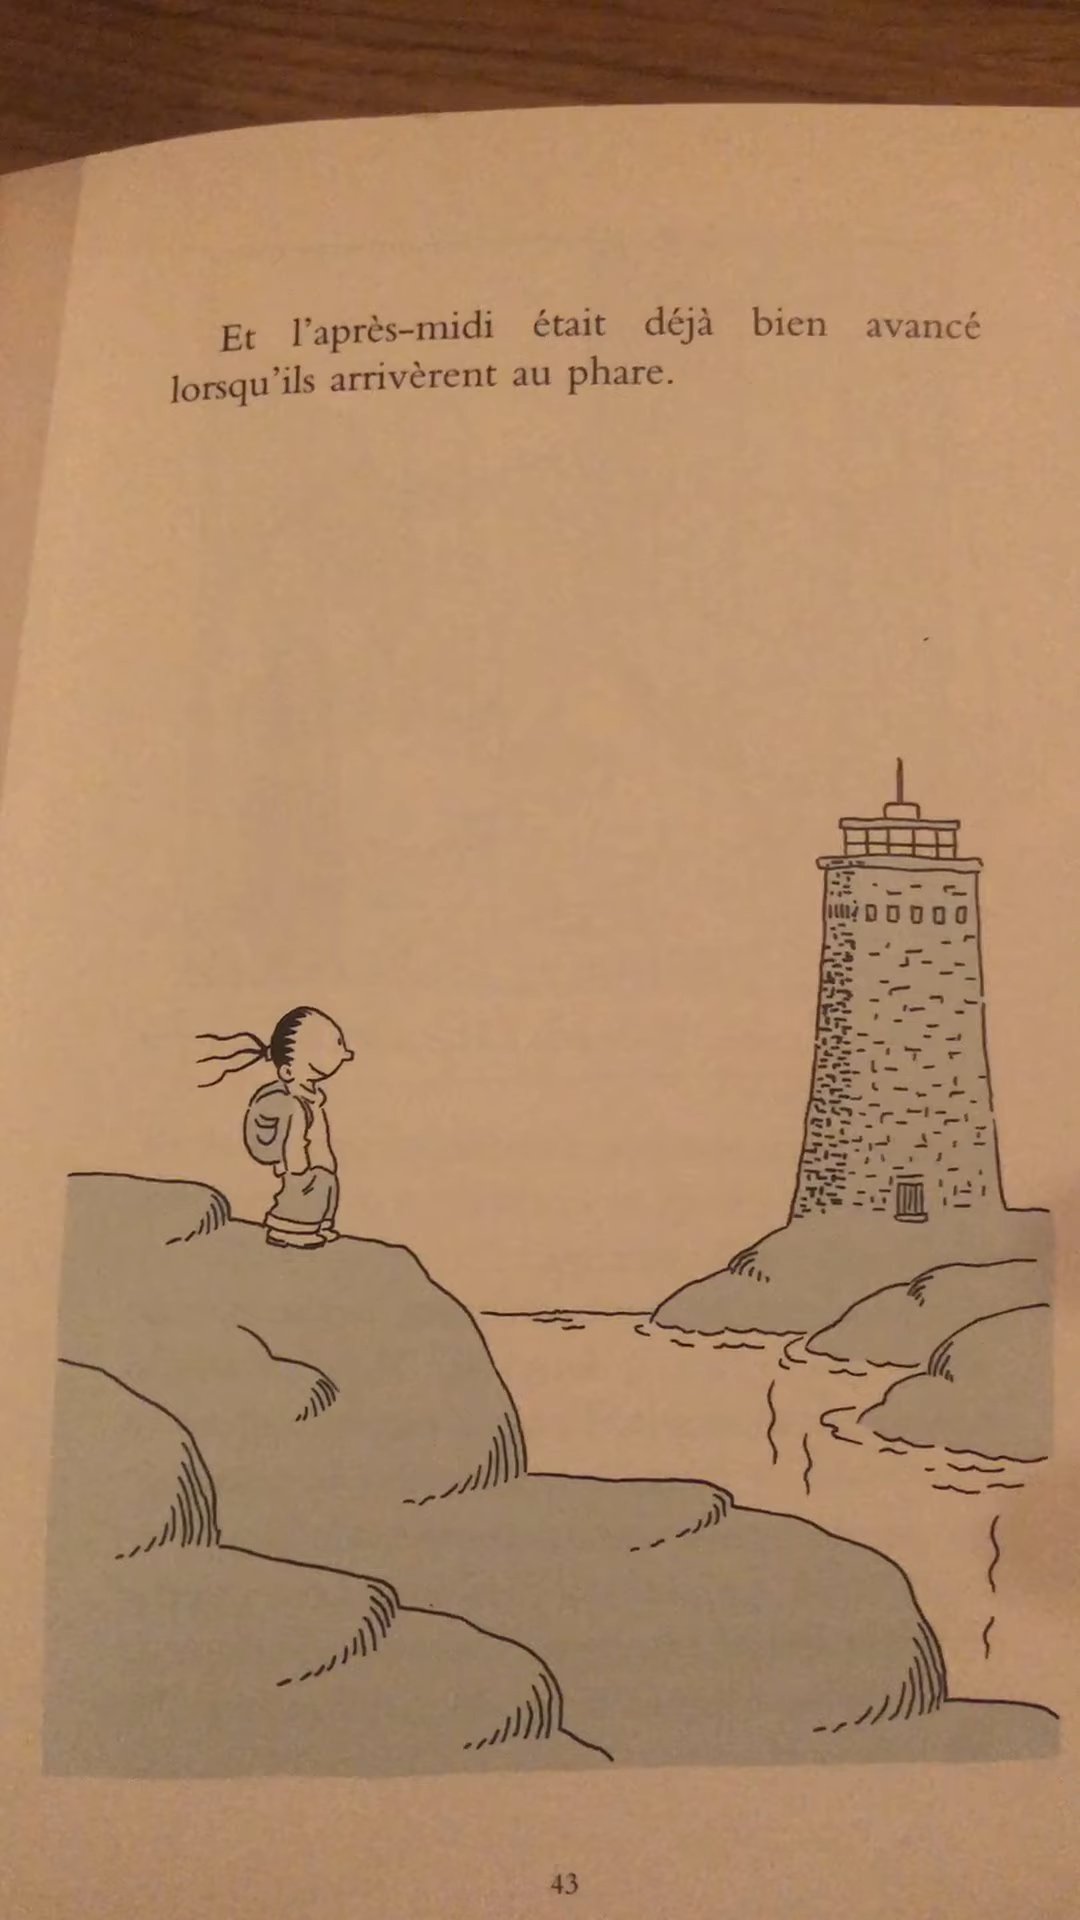 Et l'après-midi était déjà bien avancé
lorsqu'ils arrivèrent au phare.
43